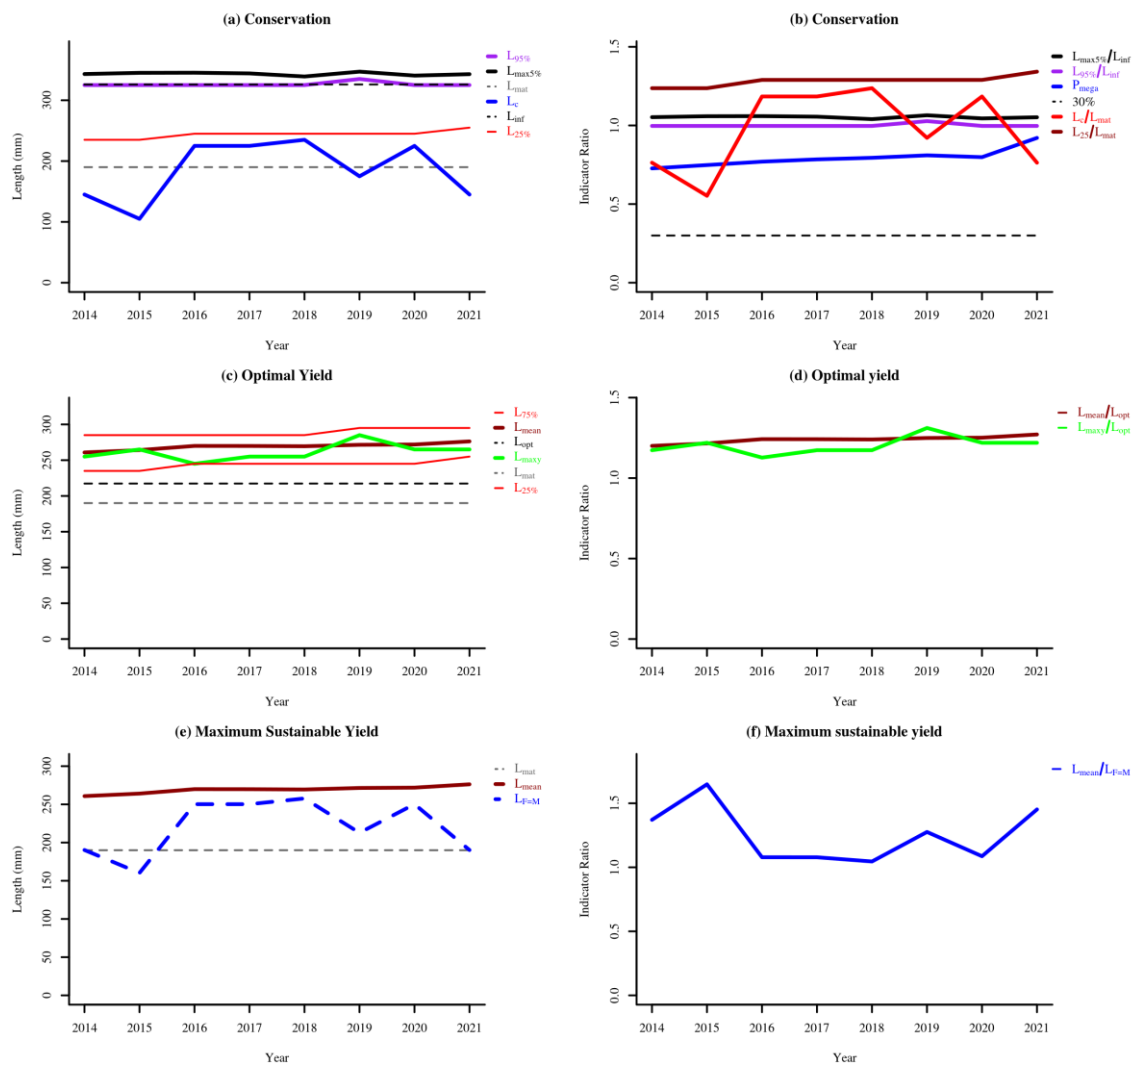 (a) Conservation
Length (mm)
300
200
100
0
2014 2015 2016 2017 2018 2019 2020 2021
Year
L95%
Lmax5%
Lmat
Lc
Linf
L25%
(b) Conservation
Indicator Ratio
1.5
1.0
0.5
0.0
2014 2015 2016 2017 2018 2019 2020 2021
Year
Lmax5%/Linf
L95%/Linf
Pmega
30%
Lc/Lmat
L25/Lmat
(c) Optimal Yield
Length (mm)
300
250
200
150
100
50
0
2014 2015 2016 2017 2018 2019 2020 2021
Year
L75%
Lmean
Lopt
Lmaxy
Lmat
L25%
(d) Optimal yield
Indicator Ratio
1.5
1.0
0.5
0.0
2014 2015 2016 2017 2018 2019 2020 2021
Year
Lmean/Lopt
Lmaxy/Lopt
(e) Maximum Sustainable Yield
Length (mm)
300
250
200
150
100
50
0
2014 2015 2016 2017 2018 2019 2020 2021
Year
Lmat
Lmean
LF=M
(f) Maximum sustainable yield
Indicator Ratio
1.5
1.0
0.5
0.0
2014 2015 2016 2017 2018 2019 2020 2021
Year
Lmean/LF=M